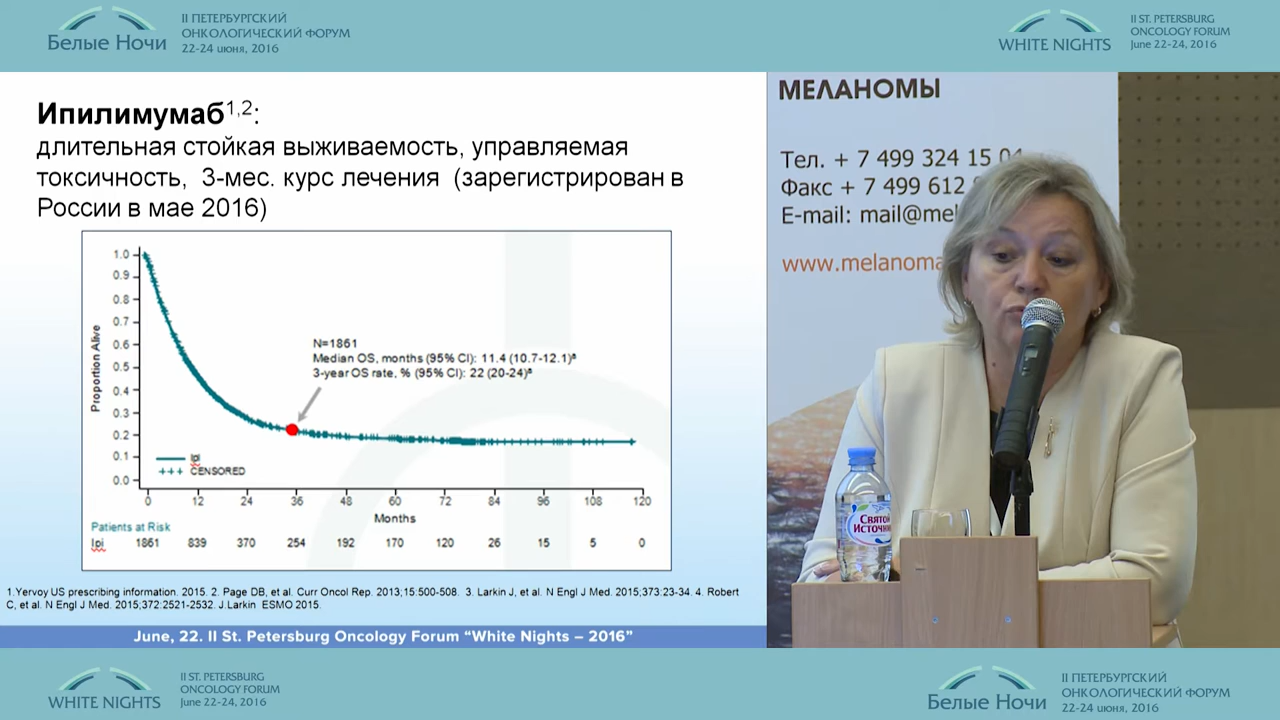 Белые Ночи
II ПЕТЕРБУРГСКИЙ
ОНКОЛОГИЧЕСКИЙ ФОРУМ
22-24 июня, 2016
WHITE NIGHTS
II ST. PETERSBURG
ONCOLOGY FORUM
June 22-24, 2016
Ипилимумаб1,2:
длительная стойкая выживаемость, управляемая
токсичность, 3-мес. курс лечения (зарегистрирован в
России в мае 2016)
Proportion Alive
1.0
0.9
0.8
0.7
0.6
0.5
0.4
0.3
0.2
0.1
0.0
N=1861
Median OS, months (95% CI): 11.4 (10.7-12.1)a
3-year OS rate, % (95% CI): 22 (20-24)a
Ipi
CENSORED
0 12 24 36 48 60 72 84 96 108 120
Months
Patients at Risk
Ipi 1861 839 370 254 192 170 120 26 15 5 0
1.Yervoy US prescribing information. 2015. 2. Page DB, et al. Curr Oncol Rep. 2013;15:500-508. 3. Larkin J, et al. N Engl J Med. 2015;373:23-34. 4. Robert
C, et al. N Engl J Med. 2015;372:2521-2532. J.Larkin ESMO 2015.
June, 22. II St. Petersburg Oncology Forum “White Nights – 2016”
МЕЛАНОМЫ
Тел. + 7 499 324 15 04
Факс + 7 499 612
E-mail: mail@mel
www.melanoma
Святой
Источник
WHITE NIGHTS
II ST. PETERSBURG
ONCOLOGY FORUM
June 22-24, 2016
Белые Ночи
II ПЕТЕРБУРГСКИЙ
ОНКОЛОГИЧЕСКИЙ ФОРУМ
22-24 июня, 2016